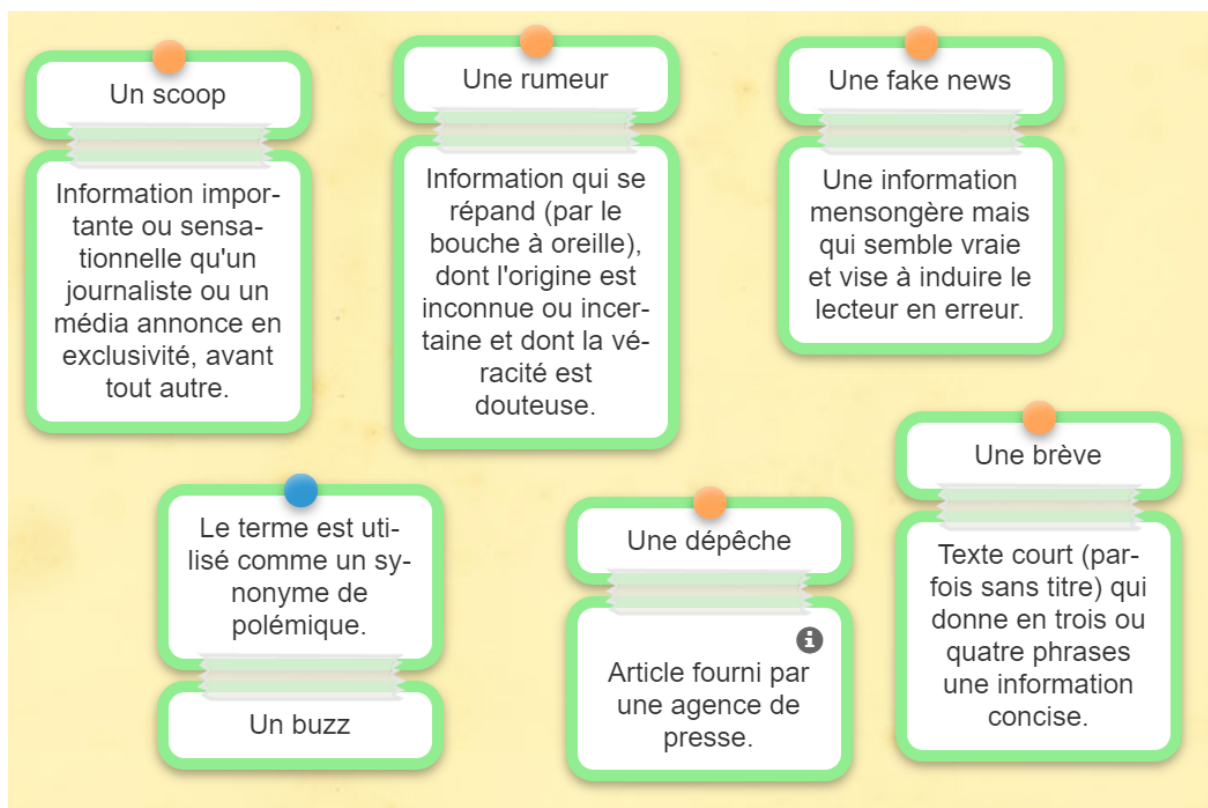 Un scoop
Information impor-
tante ou sensa-
tionnelle qu'un
journaliste ou un
média annonce en
exclusivité, avant
tout autre.
Une rumeur
Information qui se
répand (par le
bouche à oreille),
dont l'origine est
inconnue ou incer-
taine et dont la vé-
racité est
douteuse.
Une fake news
Une information
mensongère mais
qui semble vraie
et vise à induire le
lecteur en erreur.
Le terme est uti-
lisé comme un sy-
nonyme de
polémique.
Un buzz
Une dépêche
Article fourni par
une agence de
presse.
Une brève
Texte court (par-
fois sans titre) qui
donne en trois ou
quatre phrases
une information
concise.